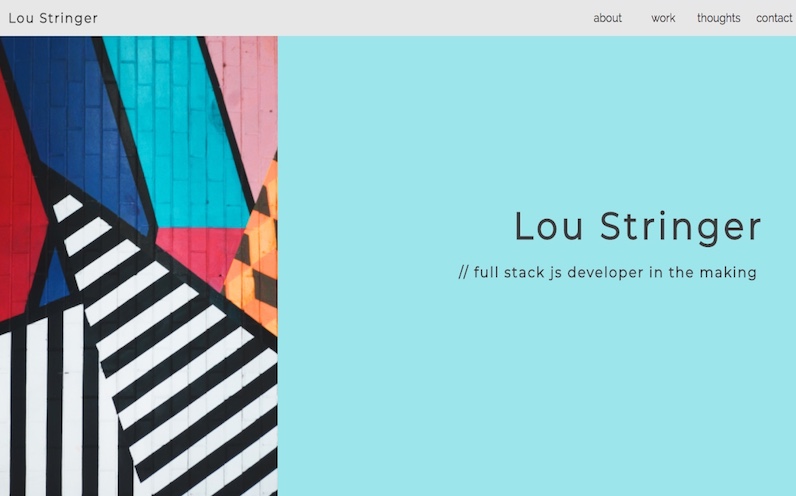 Lou Stringer
about work thoughts contact
Lou Stringer
// full stack js developer in the making